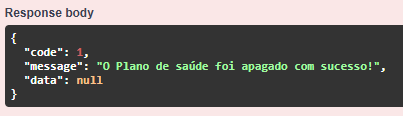 Response body
{
  "code": 1,
  "message": "O Plano de saúde foi apagado com sucesso!",
  "data": null
}